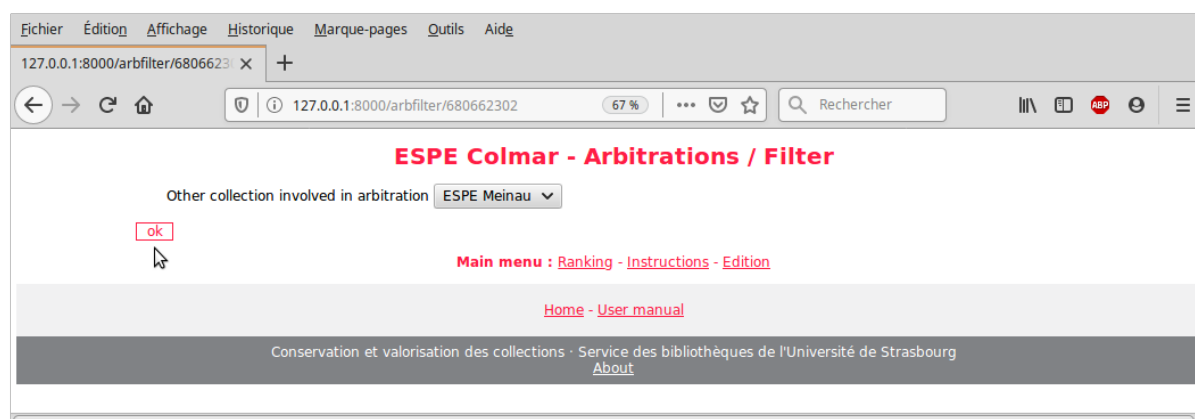 Fichier Édition Affichage Historique Marque-pages Outils Aide
127.0.0.1:8000/arbfilter/6806623
127.0.0.1:8000/arbfilter/680662302 67 % Rechercher ABP
ESPE Colmar - Arbitrations / Filter
Other collection involved in arbitration ESPE Meinau
ok
Main menu : Ranking - Instructions - Edition
Home - User manual
Conservation et valorisation des collections · Service des bibliothèques de l'Université de Strasbourg
About